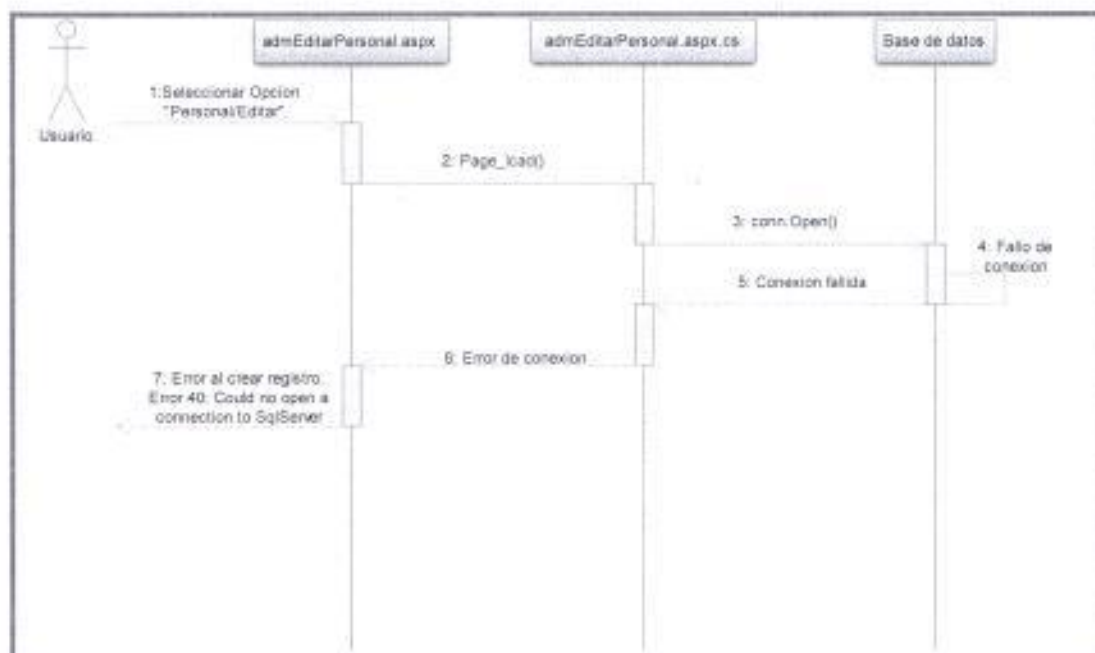 admEditarPersonal.aspx
admEditarPersonal.aspx.cs
Base de datos
Usuario
1:Seleccionar Opcion
"Personal/Editar"
2: Page_load()
3: conn.Open()
4: Fallo de
conexion
5: Conexion fallida
6: Error de conexion
7: Error al crear registro.
Error 40: Could no open a
connection to SqlServer